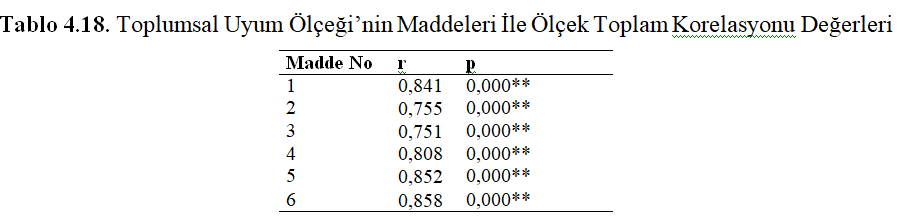 Tablo 4.18. Toplumsal Uyum Ölçeği’nin Maddeleri İle Ölçek Toplam Korelasyonu Değerleri
Madde No r p
1 0,841 0,000**
2 0,755 0,000**
3 0,751 0,000**
4 0,808 0,000**
5 0,852 0,000**
6 0,858 0,000**